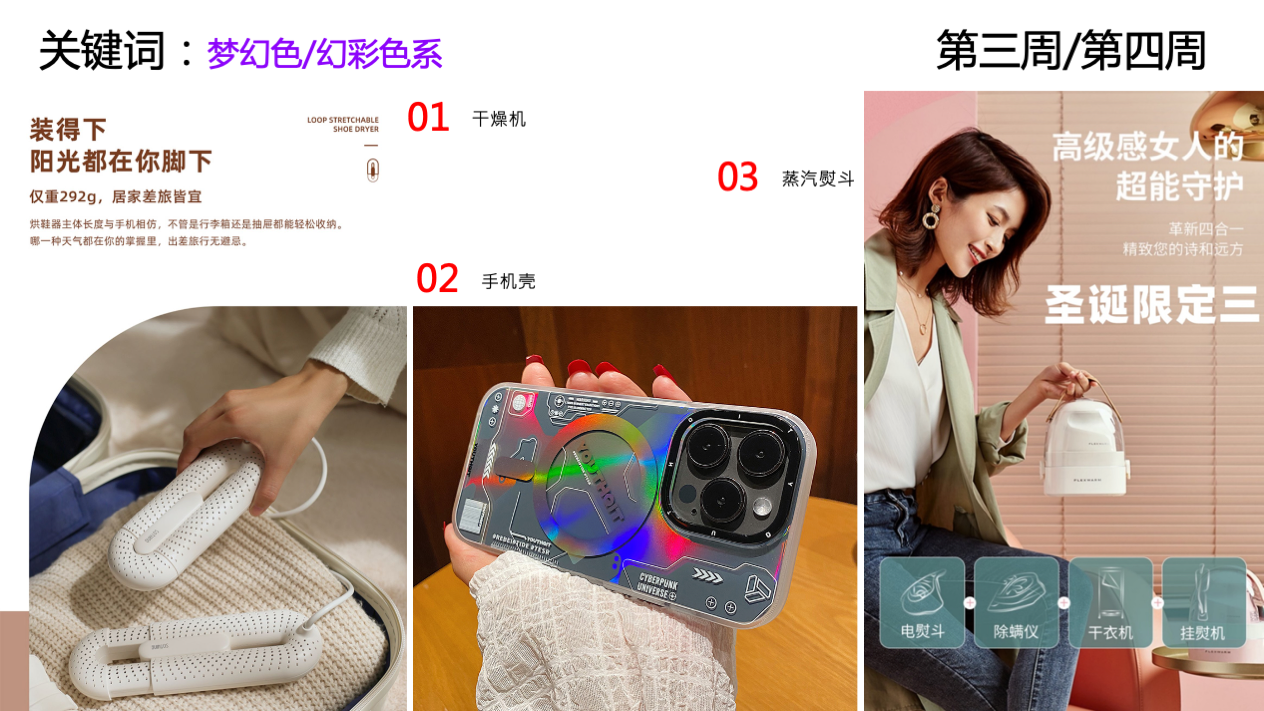 关键词：梦幻色/幻彩色系
第三周/第四周
装得下
阳光都在你脚下
仅重292g，居家差旅皆宜
烘鞋器主体长度与手机相仿，不管是行李箱还是抽屉都能轻松收纳。
哪一种天气都在你的掌握里，出差旅行无避忌。
LOOP STRETCHABLE
SHOE DRYER
01 干燥机
02 手机壳
03 蒸汽熨斗
YOUTHOIT
#REBELTIDE #TESR
CYBERPUNK
UNIVERSE
高级感女人的
超能守护
革新四合一
精致您的诗和远方
圣诞限定三
电熨斗
除螨仪
干衣机
挂熨机